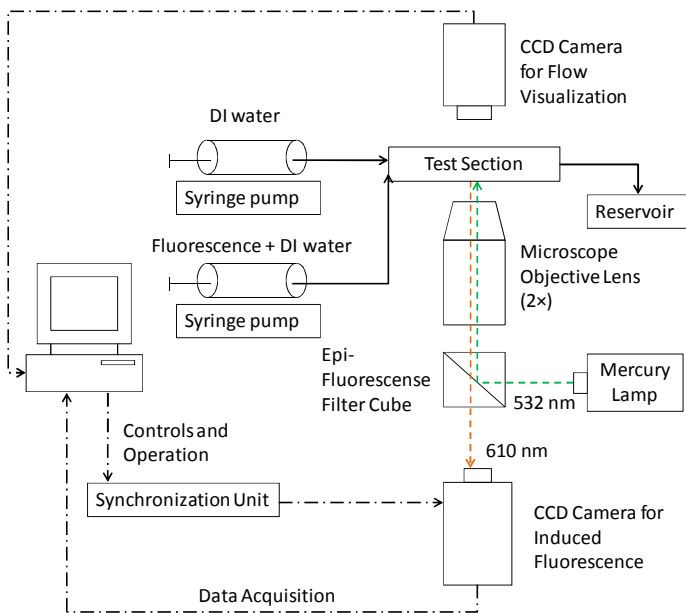 CCD Camera
for Flow
Visualization
DI water
Syringe pump
Test Section
Reservoir
Fluorescence + DI water
Syringe pump
Microscope
Objective Lens
(2×)
Epi-
Fluorescense
Filter Cube
Mercury
Lamp
532 nm
610 nm
Controls and
Operation
Synchronization Unit
CCD Camera for
Induced
Fluorescence
Data Acquisition